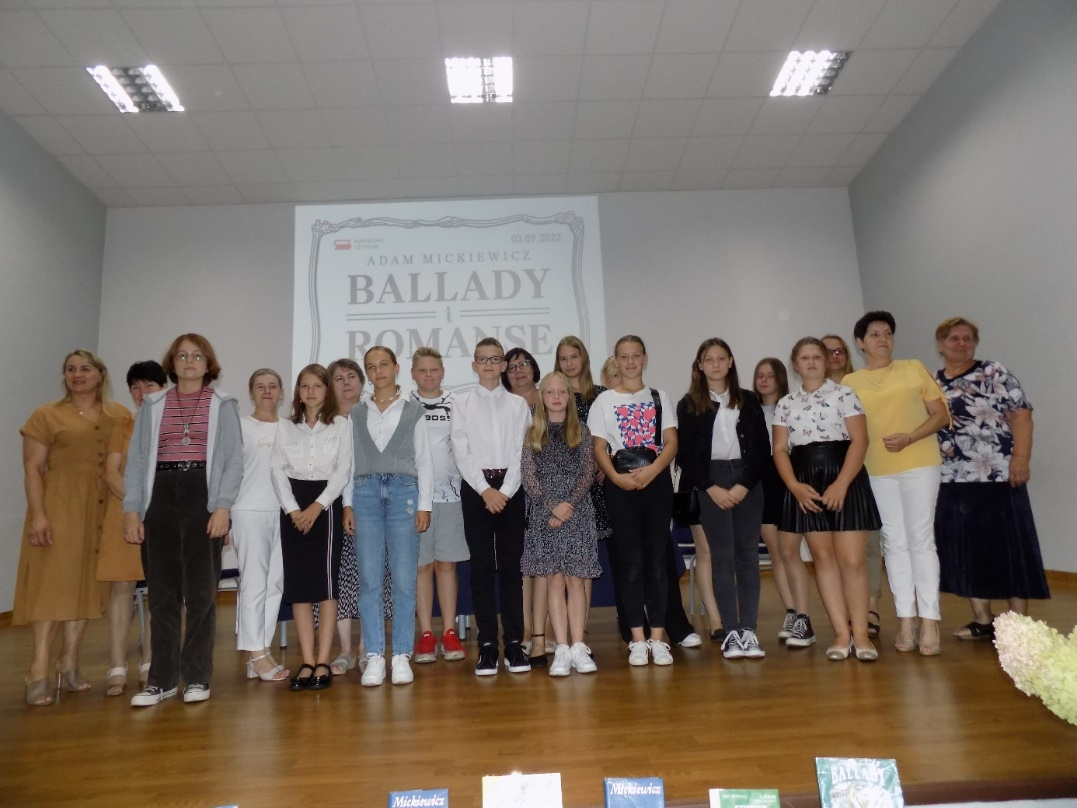 NARODOWE
CZYTANIE
03.09.2022
ADAM MICKIEWICZ
BALLADY
i
ROMANSE
BOSS
Mickiewicz
Mickiewicz
BALLADY